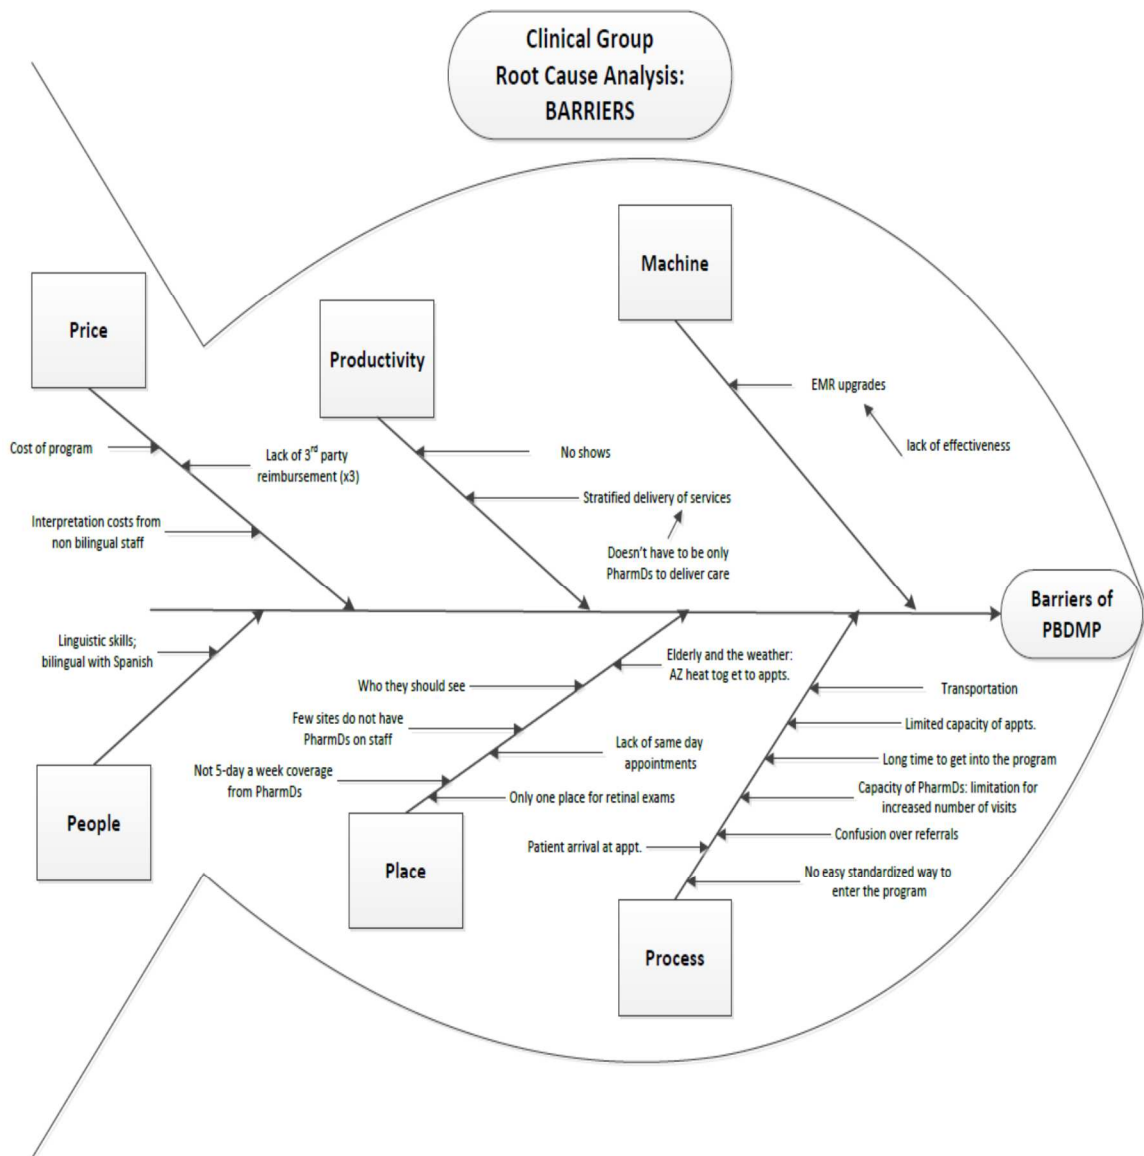 Clinical Group
Root Cause Analysis:
BARRIERS
Machine
Price
Productivity
EMR upgrades
lack of effectiveness
Cost of program
Lack of 3rd party
reimbursement (x3)
No shows
Stratified delivery of services
Interpretation costs from
non bilingual staff
Doesn't have to be only
PharmDs to deliver care
Barriers of
PBDMP
Linguistic skills;
bilingual with Spanish
Elderly and the weather:
AZ heat tog et to appts.
Who they should see
Transportation
Few sites do not have
PharmDs on staff
Limited capacity of appts.
Lack of same day
appointments
Long time to get into the program
Not 5-day a week coverage
from PharmDs
Only one place for retinal exams
Capacity of PharmDs: limitation for
increased number of visits
People
Place
Patient arrival at appt.
Confusion over referrals
No easy standardized way to
enter the program
Process